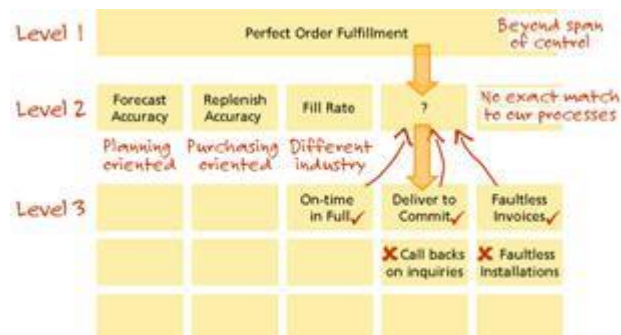 Level 1
Perfect Order Fulfillment
Beyond span
of control
Level 2
Forecast
Accuracy
Replenish
Accuracy
Fill Rate
?
No exact match
to our processes
Planning
oriented
Purchasing
oriented
Different
industry
Level 3
On-time
in Full
Deliver to
Commit
Faultless
Invoices
Call backs
on inquiries
Faultless
Installations